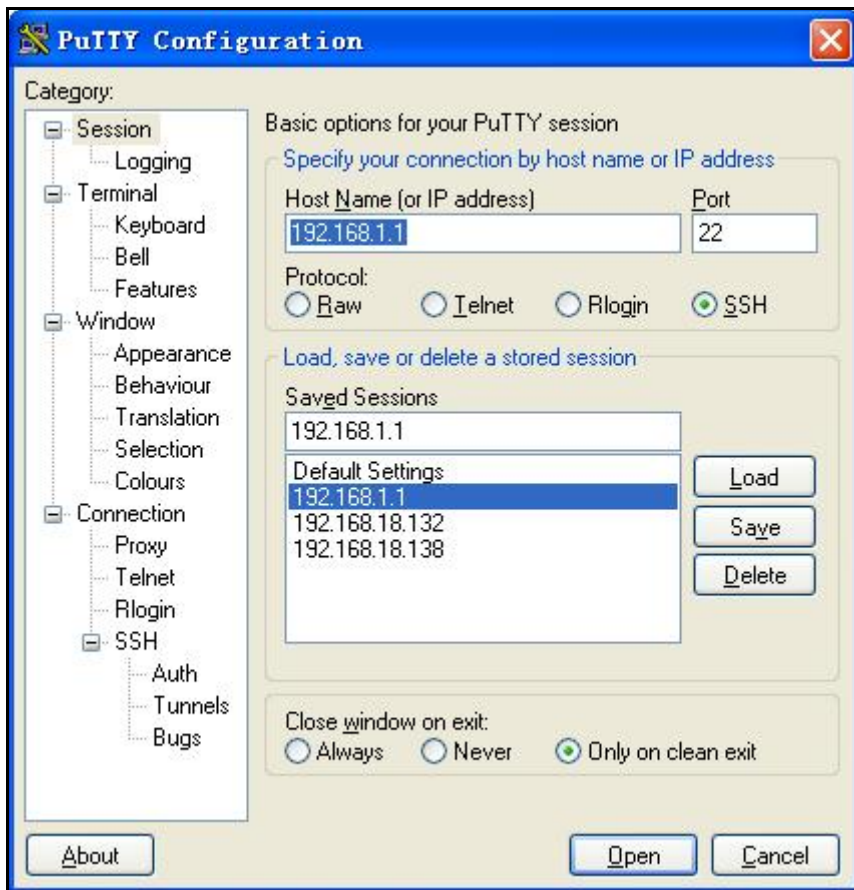 PuTTY Configuration
Category:
Session
Logging
Terminal
Keyboard
Bell
Features
Window
Appearance
Behaviour
Translation
Selection
Colours
Connection
Proxy
Telnet
Rlogin
SSH
Auth
Tunnels
Bugs
Basic options for your PuTTY session
Specify your connection by host name or IP address
Host Name (or IP address) Port
192.168.1.1 22
Protocol:
Raw Telnet Rlogin SSH
Load, save or delete a stored session
Saved Sessions
192.168.1.1
Default Settings
192.168.1.1
192.168.18.132
192.168.18.138
Load
Save
Delete
Close window on exit:
Always Never Only on clean exit
About Open Cancel